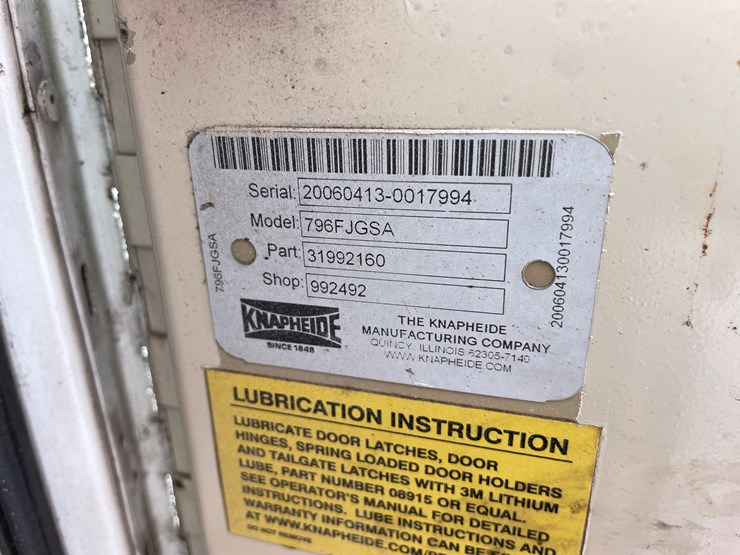 Serial: 20060413-0017994
Model: 796FJGSA
Part: 31992160
Shop: 992492
796FJGSA
200604130017994
KNAPHEIDE
SINCE 1848
THE KNAPHEIDE
MANUFACTURING COMPANY
QUINCY, ILLINOIS 62305-7140
WWW.KNAPHEIDE.COM
LUBRICATION INSTRUCTION
LUBRICATE DOOR LATCHES, DOOR
HINGES, SPRING LOADED DOOR HOLDERS
AND TAILGATE LATCHES WITH 3M LITHIUM
LUBE, PART NUMBER 08915 OR EQUAL.
SEE OPERATOR'S MANUAL FOR DETAILED
INSTRUCTIONS. LUBE INSTRUCTIONS AND
WARRANTY INFORMATION CAN BE
AT WWW.KNAPHEIDE.COM/
DO NOT REMOVE